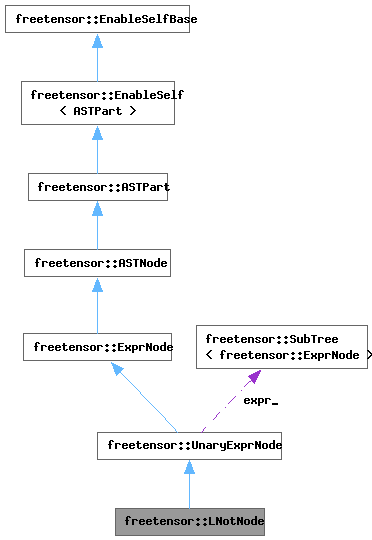 freetensor::EnableSelfBase
freetensor::EnableSelf
< ASTPart >
freetensor::ASTPart
freetensor::ASTNode
freetensor::ExprNode
freetensor::SubTree
< freetensor::ExprNode >
expr_
freetensor::UnaryExprNode
freetensor::LNotNode